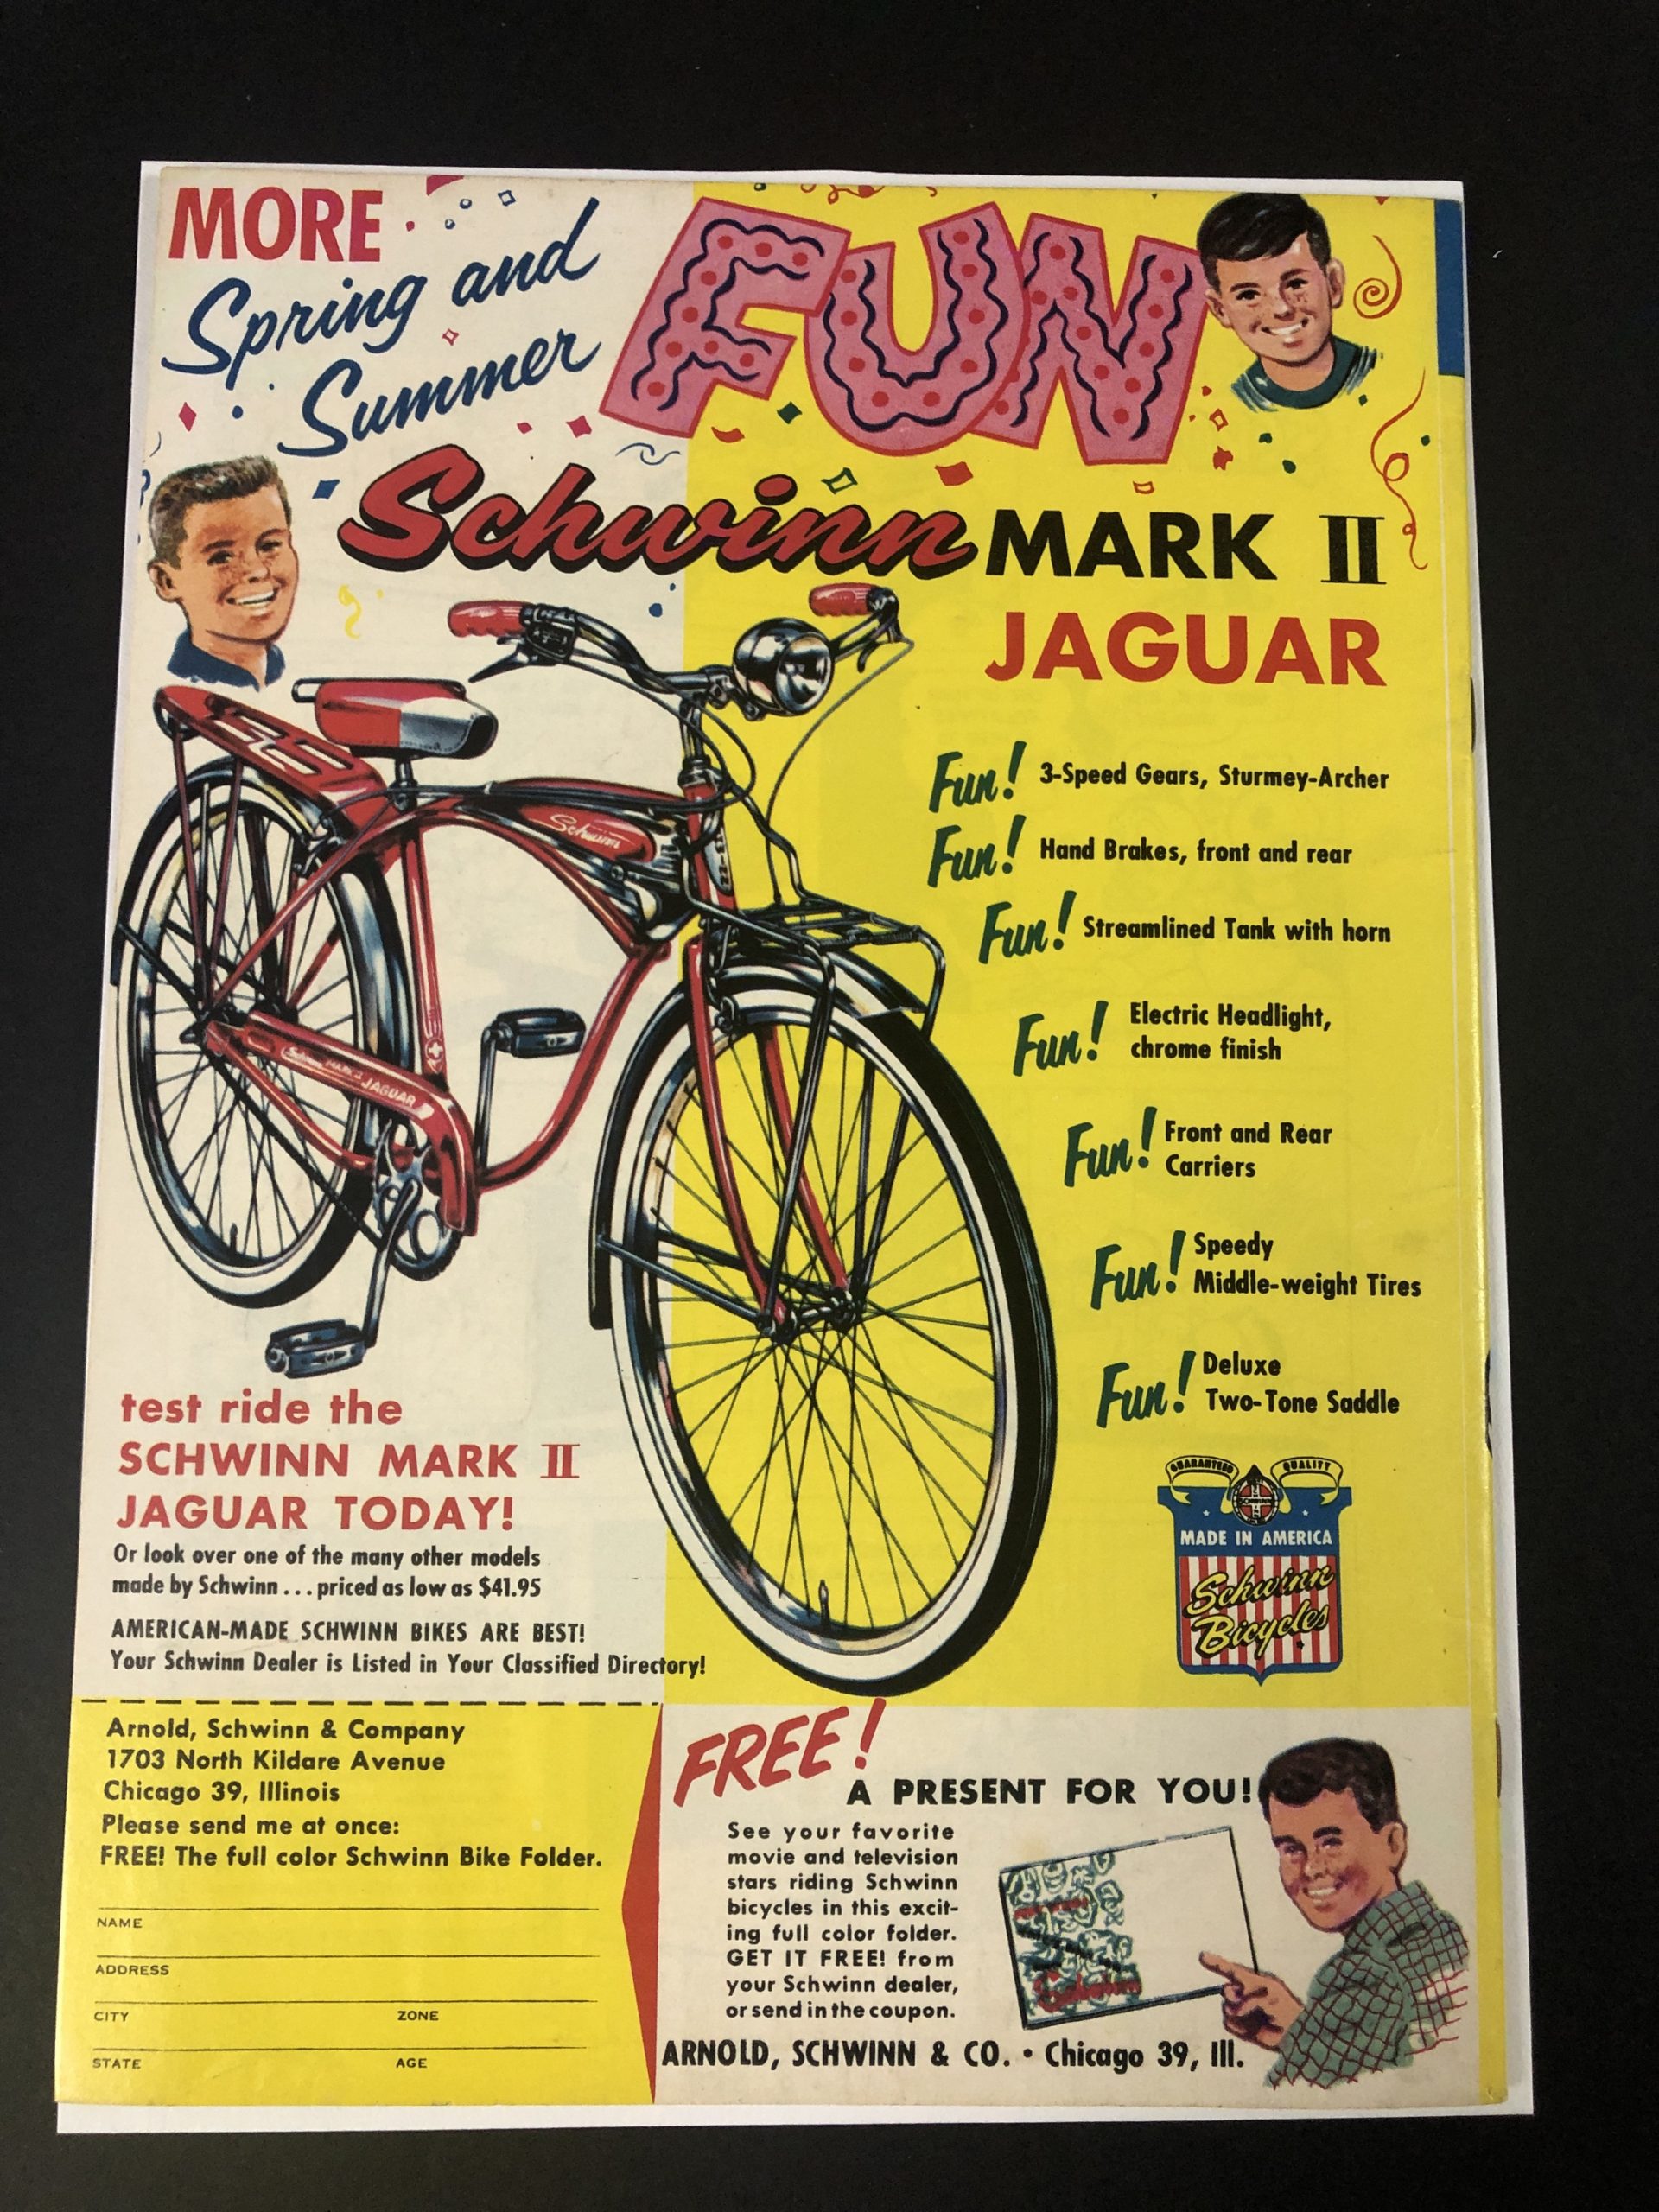 MORE
Spring and
Summer
FUN
Schwinn MARK II
JAGUAR
Schwinn
Schwinn MARK 2 JAGUAR
Fun! 3-Speed Gears, Sturmey-Archer
Fun! Hand Brakes, front and rear
Fun! Streamlined Tank with horn
Fun! Electric Headlight,
chrome finish
Fun! Front and Rear
Carriers
Fun! Speedy
Middle-weight Tires
Fun! Deluxe
Two-Tone Saddle
GUARANTEED QUALITY
SCHWINN
MADE IN AMERICA
Schwinn
Bicycles
test ride the
SCHWINN MARK II
JAGUAR TODAY!
Or look over one of the many other models
made by Schwinn . . . priced as low as $41.95
AMERICAN-MADE SCHWINN BIKES ARE BEST!
Your Schwinn Dealer is Listed in Your Classified Directory!
Arnold, Schwinn & Company
1703 North Kildare Avenue
Chicago 39, Illinois
Please send me at once:
FREE! The full color Schwinn Bike Folder.
NAME
ADDRESS
CITY ZONE
STATE AGE
FREE!
A PRESENT FOR YOU!
See your favorite
movie and television
stars riding Schwinn
bicycles in this excit-
ing full color folder.
GET IT FREE! from
your Schwinn dealer,
or send in the coupon.
Schwinn
ARNOLD, SCHWINN & CO. • Chicago 39, Ill.